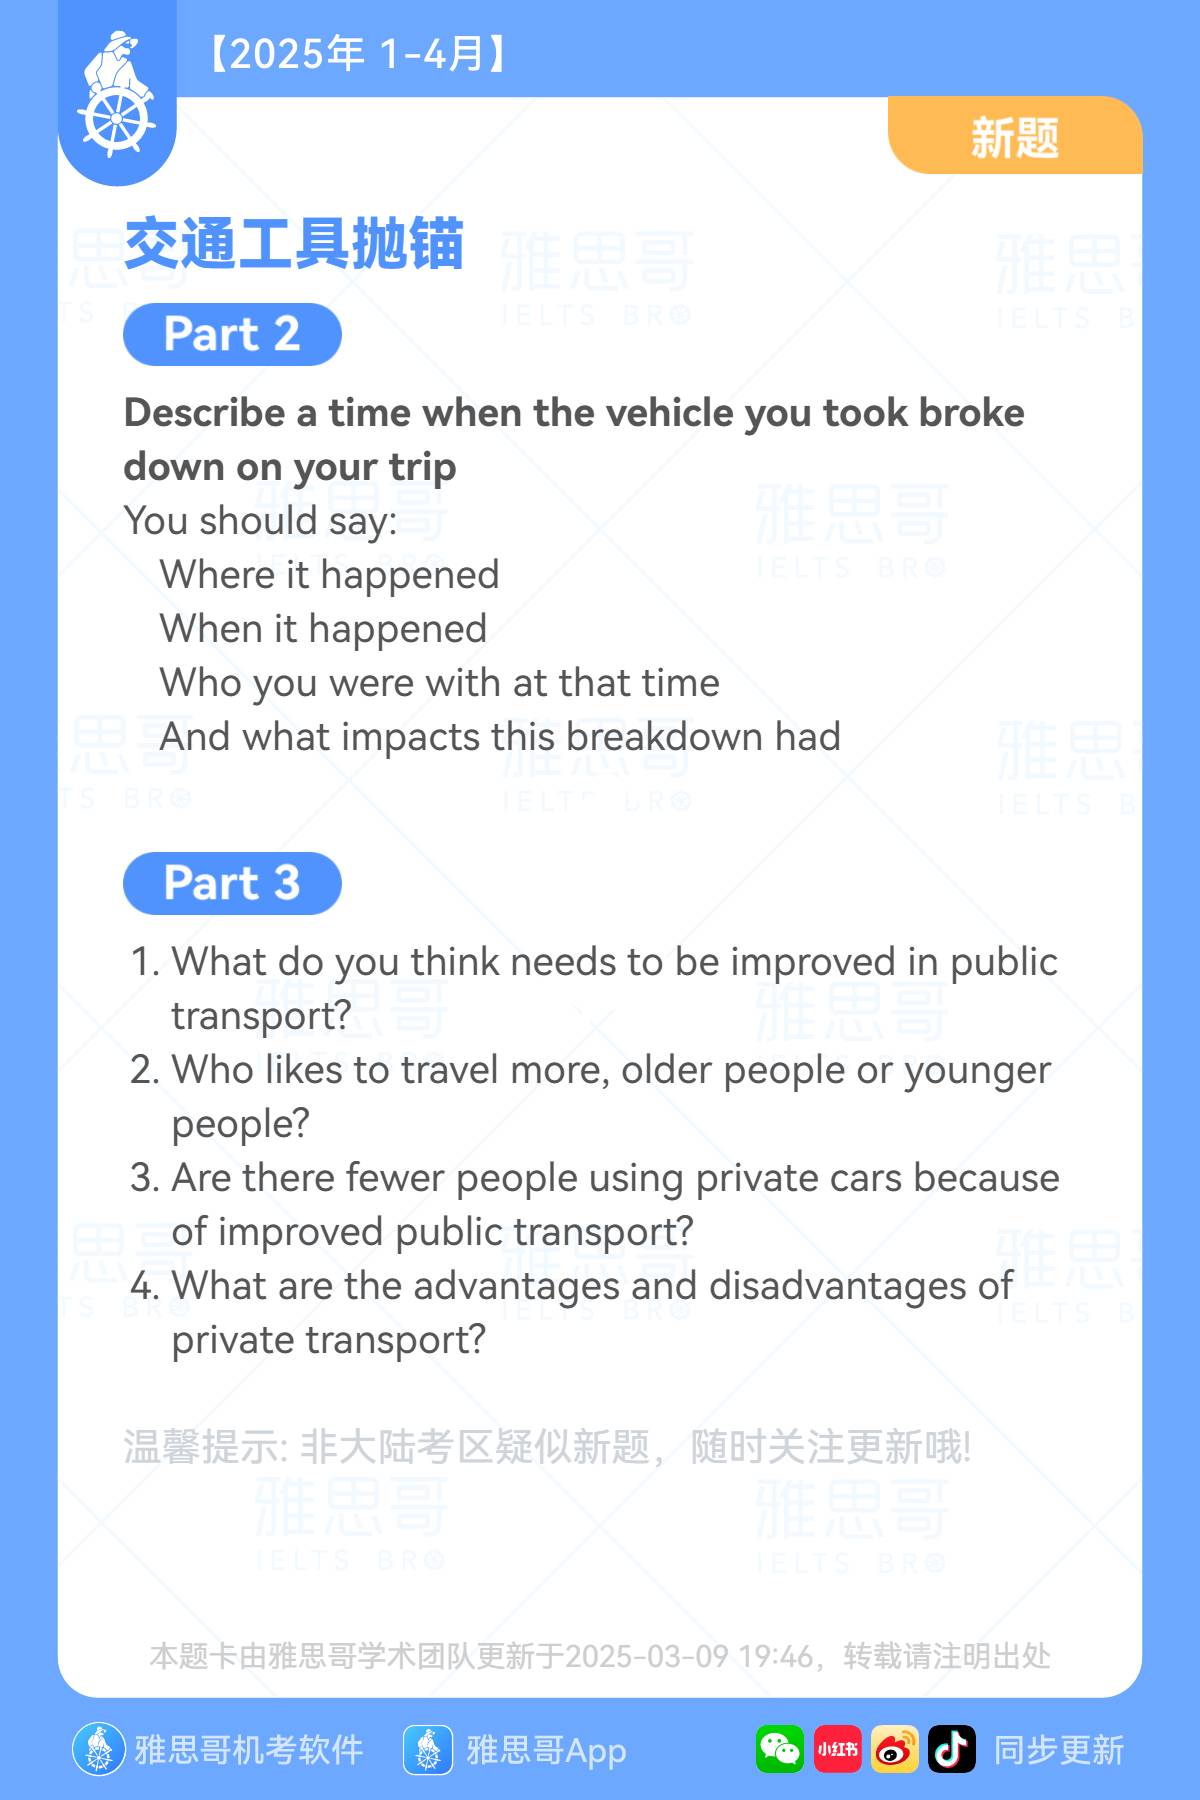 【2025年 1-4月】
新题
交通工具抛锚
Part 2
Describe a time when the vehicle you took broke
down on your trip
You should say:
Where it happened
When it happened
Who you were with at that time
And what impacts this breakdown had
Part 3
1. What do you think needs to be improved in public
transport?
2. Who likes to travel more, older people or younger
people?
3. Are there fewer people using private cars because
of improved public transport?
4. What are the advantages and disadvantages of
private transport?
温馨提示: 非大陆考区疑似新题，随时关注更新哦!
雅思哥
IELTS BRO
本题卡由雅思哥学术团队更新于2025-03-09 19:46，转载请注明出处
雅思哥机考软件
雅思哥App
小红书
同步更新